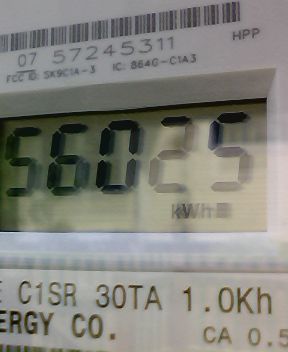 07 57245311
HPP
FCC ID: SK9C1A-3 IC: 864G-C1A3
56025
kWh
C1SR 30TA 1.0Kh
ERGY CO.
CA 0.5